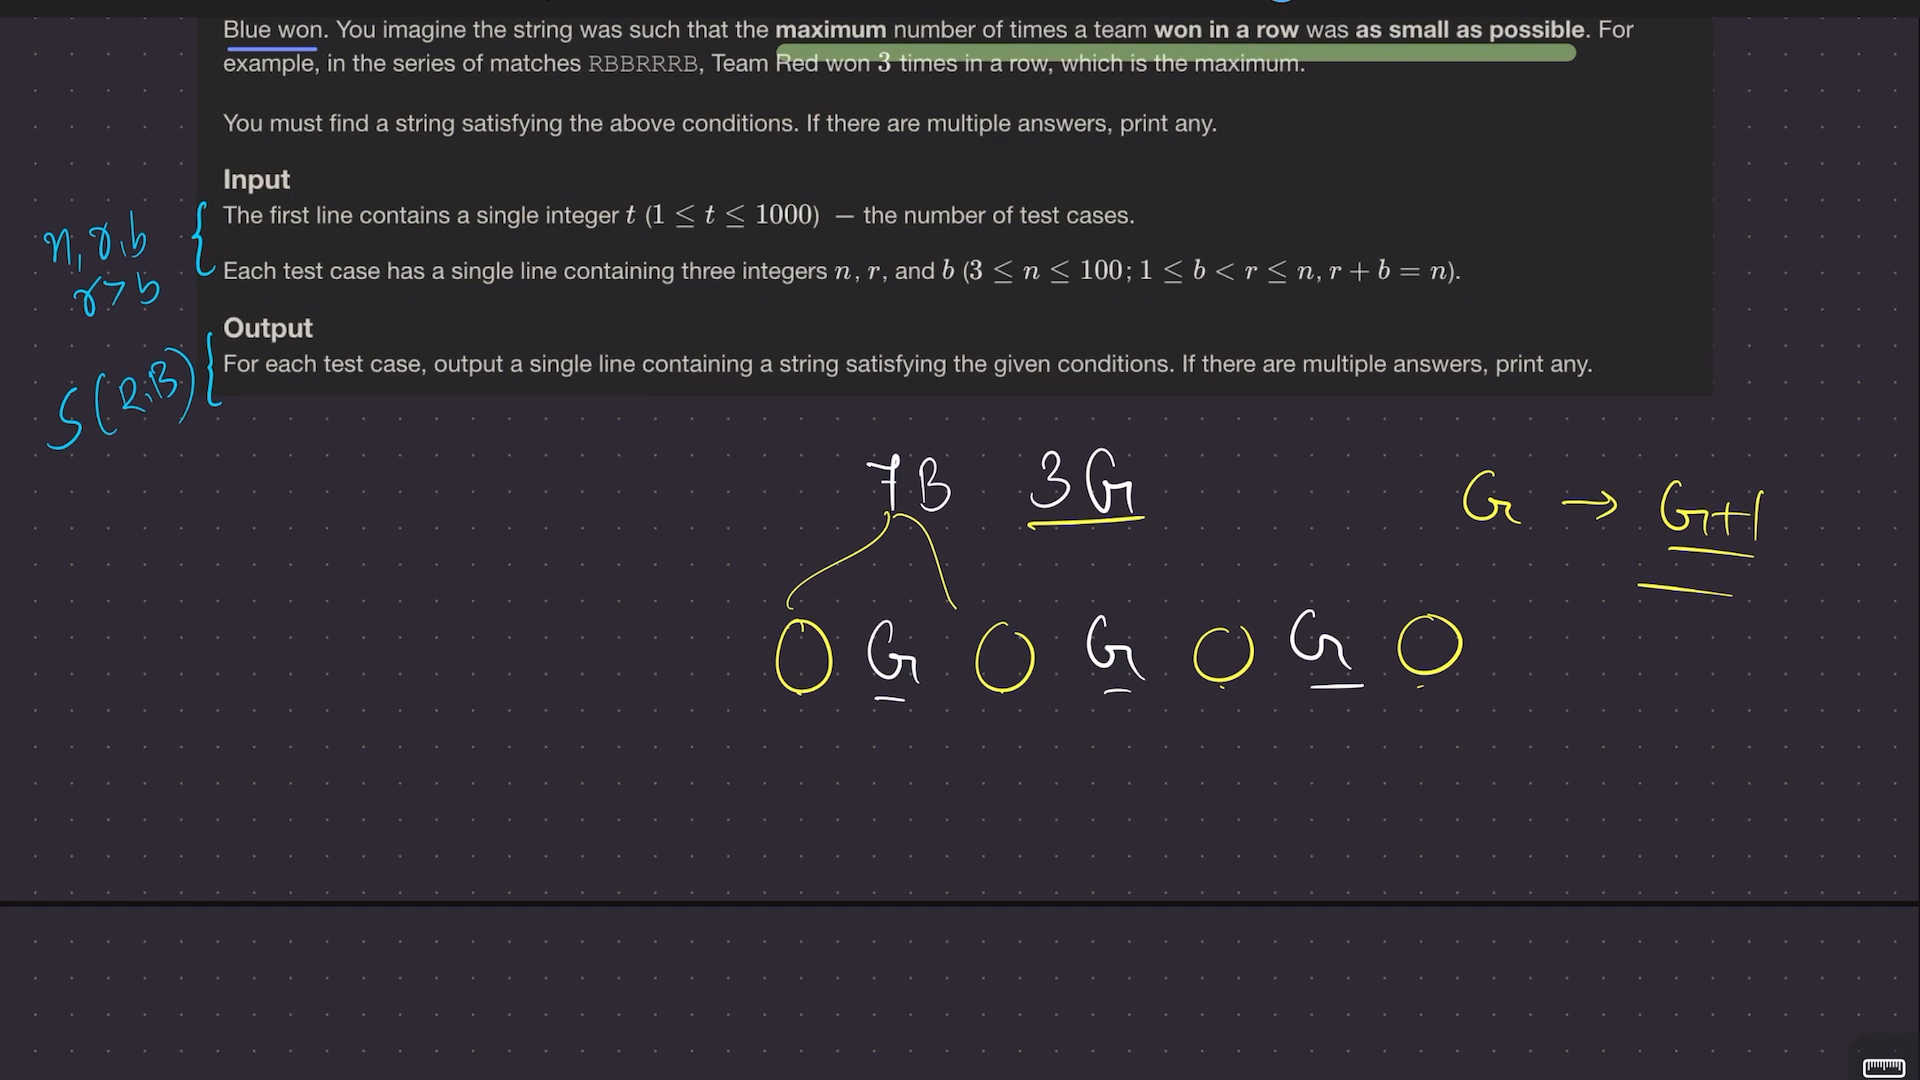 Blue won. You imagine the string was such that the maximum number of times a team won in a row was as small as possible. For
example, in the series of matches RBBRRRB, Team Red won 3 times in a row, which is the maximum.
You must find a string satisfying the above conditions. If there are multiple answers, print any.
Input
The first line contains a single integer t (1 ≤ t ≤ 1000) — the number of test cases.
n, r, b
Each test case has a single line containing three integers n, r, and b (3 ≤ n ≤ 100; 1 ≤ b < r ≤ n, r + b = n).
r > b
Output
For each test case, output a single line containing a string satisfying the given conditions. If there are multiple answers, print any.
S(R,B)
7B 3G G → G+1
O G O G O G O